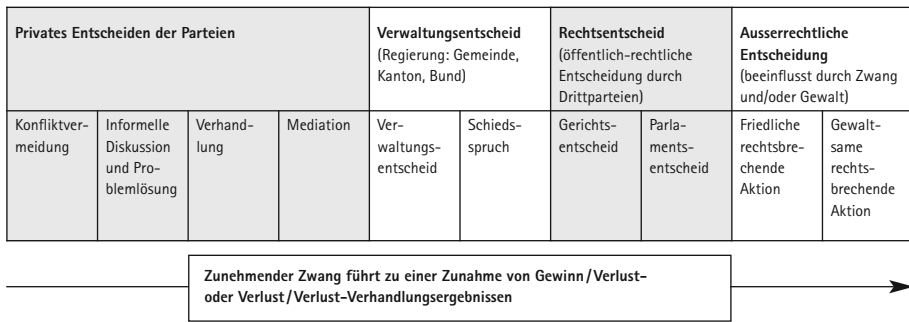 Privates Entscheiden der Parteien
Verwaltungsentscheid
(Regierung: Gemeinde,
Kanton, Bund)
Rechtsentscheid
(öffentlich-rechtliche
Entscheidung durch
Drittparteien)
Ausserrechtliche
Entscheidung
(beeinflusst durch Zwang
und/oder Gewalt)
Konfliktver-
meidung
Informelle
Diskussion
und Pro-
blemlösung
Verhand-
lung
Mediation
Ver-
waltungs-
entscheid
Schieds-
spruch
Gerichts-
entscheid
Parla-
ments-
entscheid
Friedliche
rechtsbre-
chende
Aktion
Gewalt-
same
rechts-
brechende
Aktion
Zunehmender Zwang führt zu einer Zunahme von Gewinn/Verlust-
oder Verlust/Verlust-Verhandlungsergebnissen